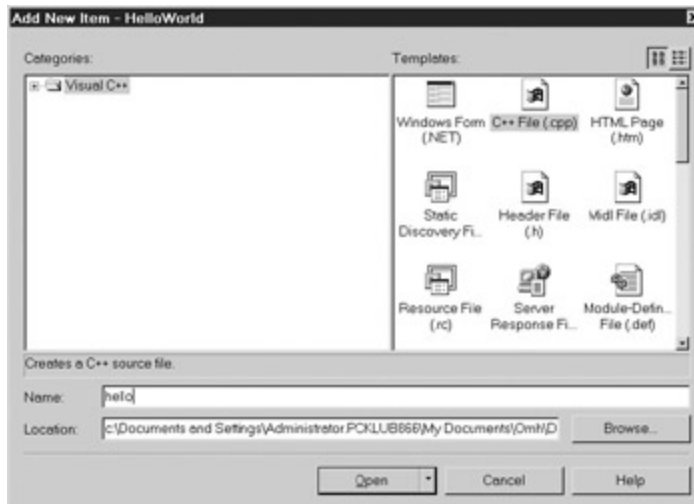 Add New Item - HelloWorld
Categories:
Templates:
Visual C++
Windows Form (.NET)
C++ File (.cpp)
HTML Page (.htm)
Static Discovery Fi...
Header File (.h)
Midl File (.idl)
Resource File (.rc)
Server Response Fi...
Module-Defin... File (.def)
Creates a C++ source file.
Name:
hello
Location:
c:\Documents and Settings\Administrator.PCKLUB866\My Documents\Omh\D
Browse...
Open
Cancel
Help